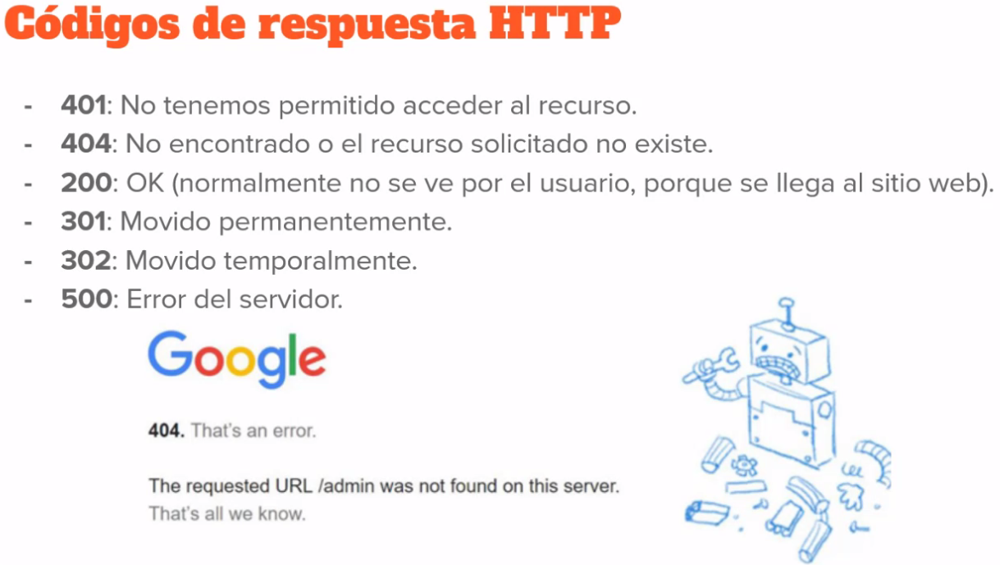 Códigos de respuesta HTTP
- 401: No tenemos permitido acceder al recurso.
- 404: No encontrado o el recurso solicitado no existe.
- 200: OK (normalmente no se ve por el usuario, porque se llega al sitio web).
- 301: Movido permanentemente.
- 302: Movido temporalmente.
- 500: Error del servidor.
Google
404. That's an error.
The requested URL /admin was not found on this server.
That's all we know.